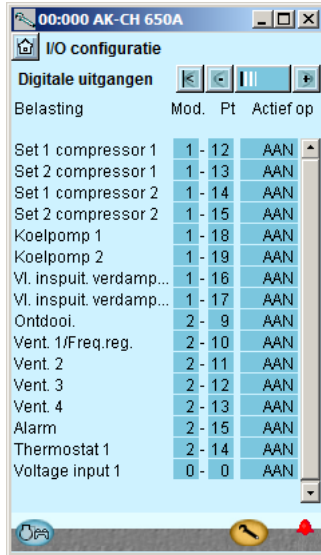 00:000 AK-CH 650A
I/O configuratie
Digitale uitgangen
Belasting Mod. Pt Actief op
Set 1 compressor 1 1 - 12 AAN
Set 2 compressor 1 1 - 13 AAN
Set 1 compressor 2 1 - 14 AAN
Set 2 compressor 2 1 - 15 AAN
Koelpomp 1 1 - 18 AAN
Koelpomp 2 1 - 19 AAN
Vl. inspuit. verdamp... 1 - 16 AAN
Vl. inspuit. verdamp... 1 - 17 AAN
Ontdooi. 2 - 9 AAN
Vent. 1/Freq.reg. 2 - 10 AAN
Vent. 2 2 - 11 AAN
Vent. 3 2 - 12 AAN
Vent. 4 2 - 13 AAN
Alarm 2 - 15 AAN
Thermostat 1 2 - 14 AAN
Voltage input 1 0 - 0 AAN